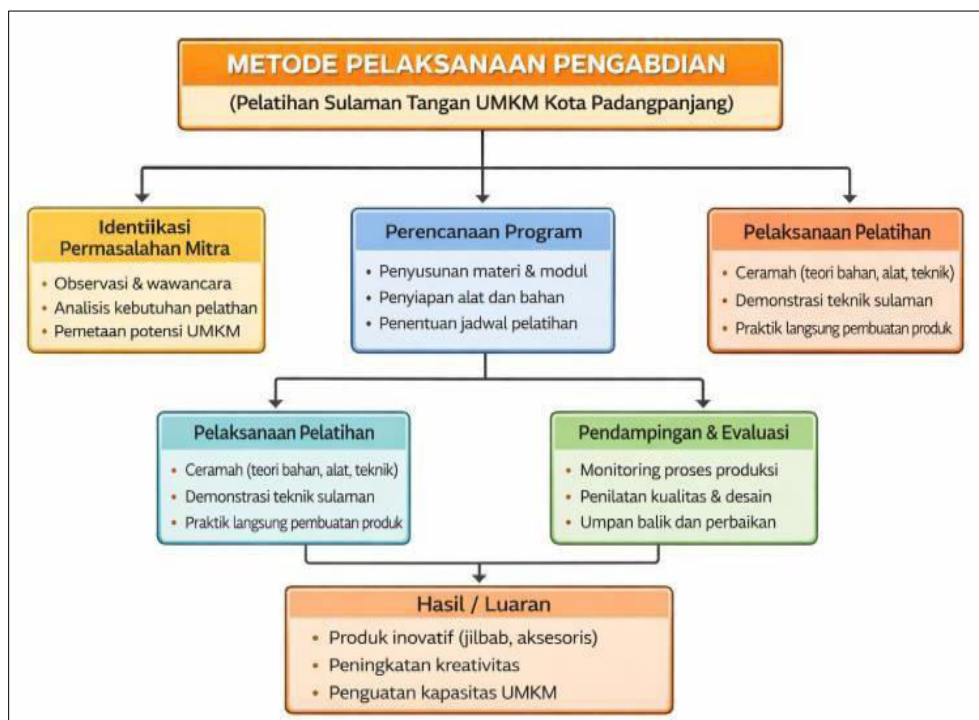 METODE PELAKSANAAN PENGABDIAN
(Pelatihan Sulaman Tangan UMKM Kota Padangpanjang)
Identiikasi
Permasalahan Mitra
• Observasi & wawancara
• Analisis kebutuhan pelathan
• Pemetaan potensi UMKM
Perencanaan Program
• Penyusunan materi & modul
• Penyiapan alat dan bahan
• Penentuan jadwal pelatihan
Pelaksanaan Pelatihan
• Ceramah (teori bahan, alat, teknik)
• Demonstrasi teknik sulaman
• Praktik langsung pembuatan produk
Pelaksanaan Pelatihan
• Ceramah (teori bahan, alat, teknik)
• Demonstrasi teknik sulaman
• Praktik langsung pembuatan produk
Pendampingan & Evaluasi
• Monitoring proses produksi
• Penilatan kualitas & desain
• Umpan balik dan perbaikan
Hasil / Luaran
• Produk inovatif (jilbab, aksesoris)
• Peningkatan kreativitas
• Penguatan kapasitas UMKM